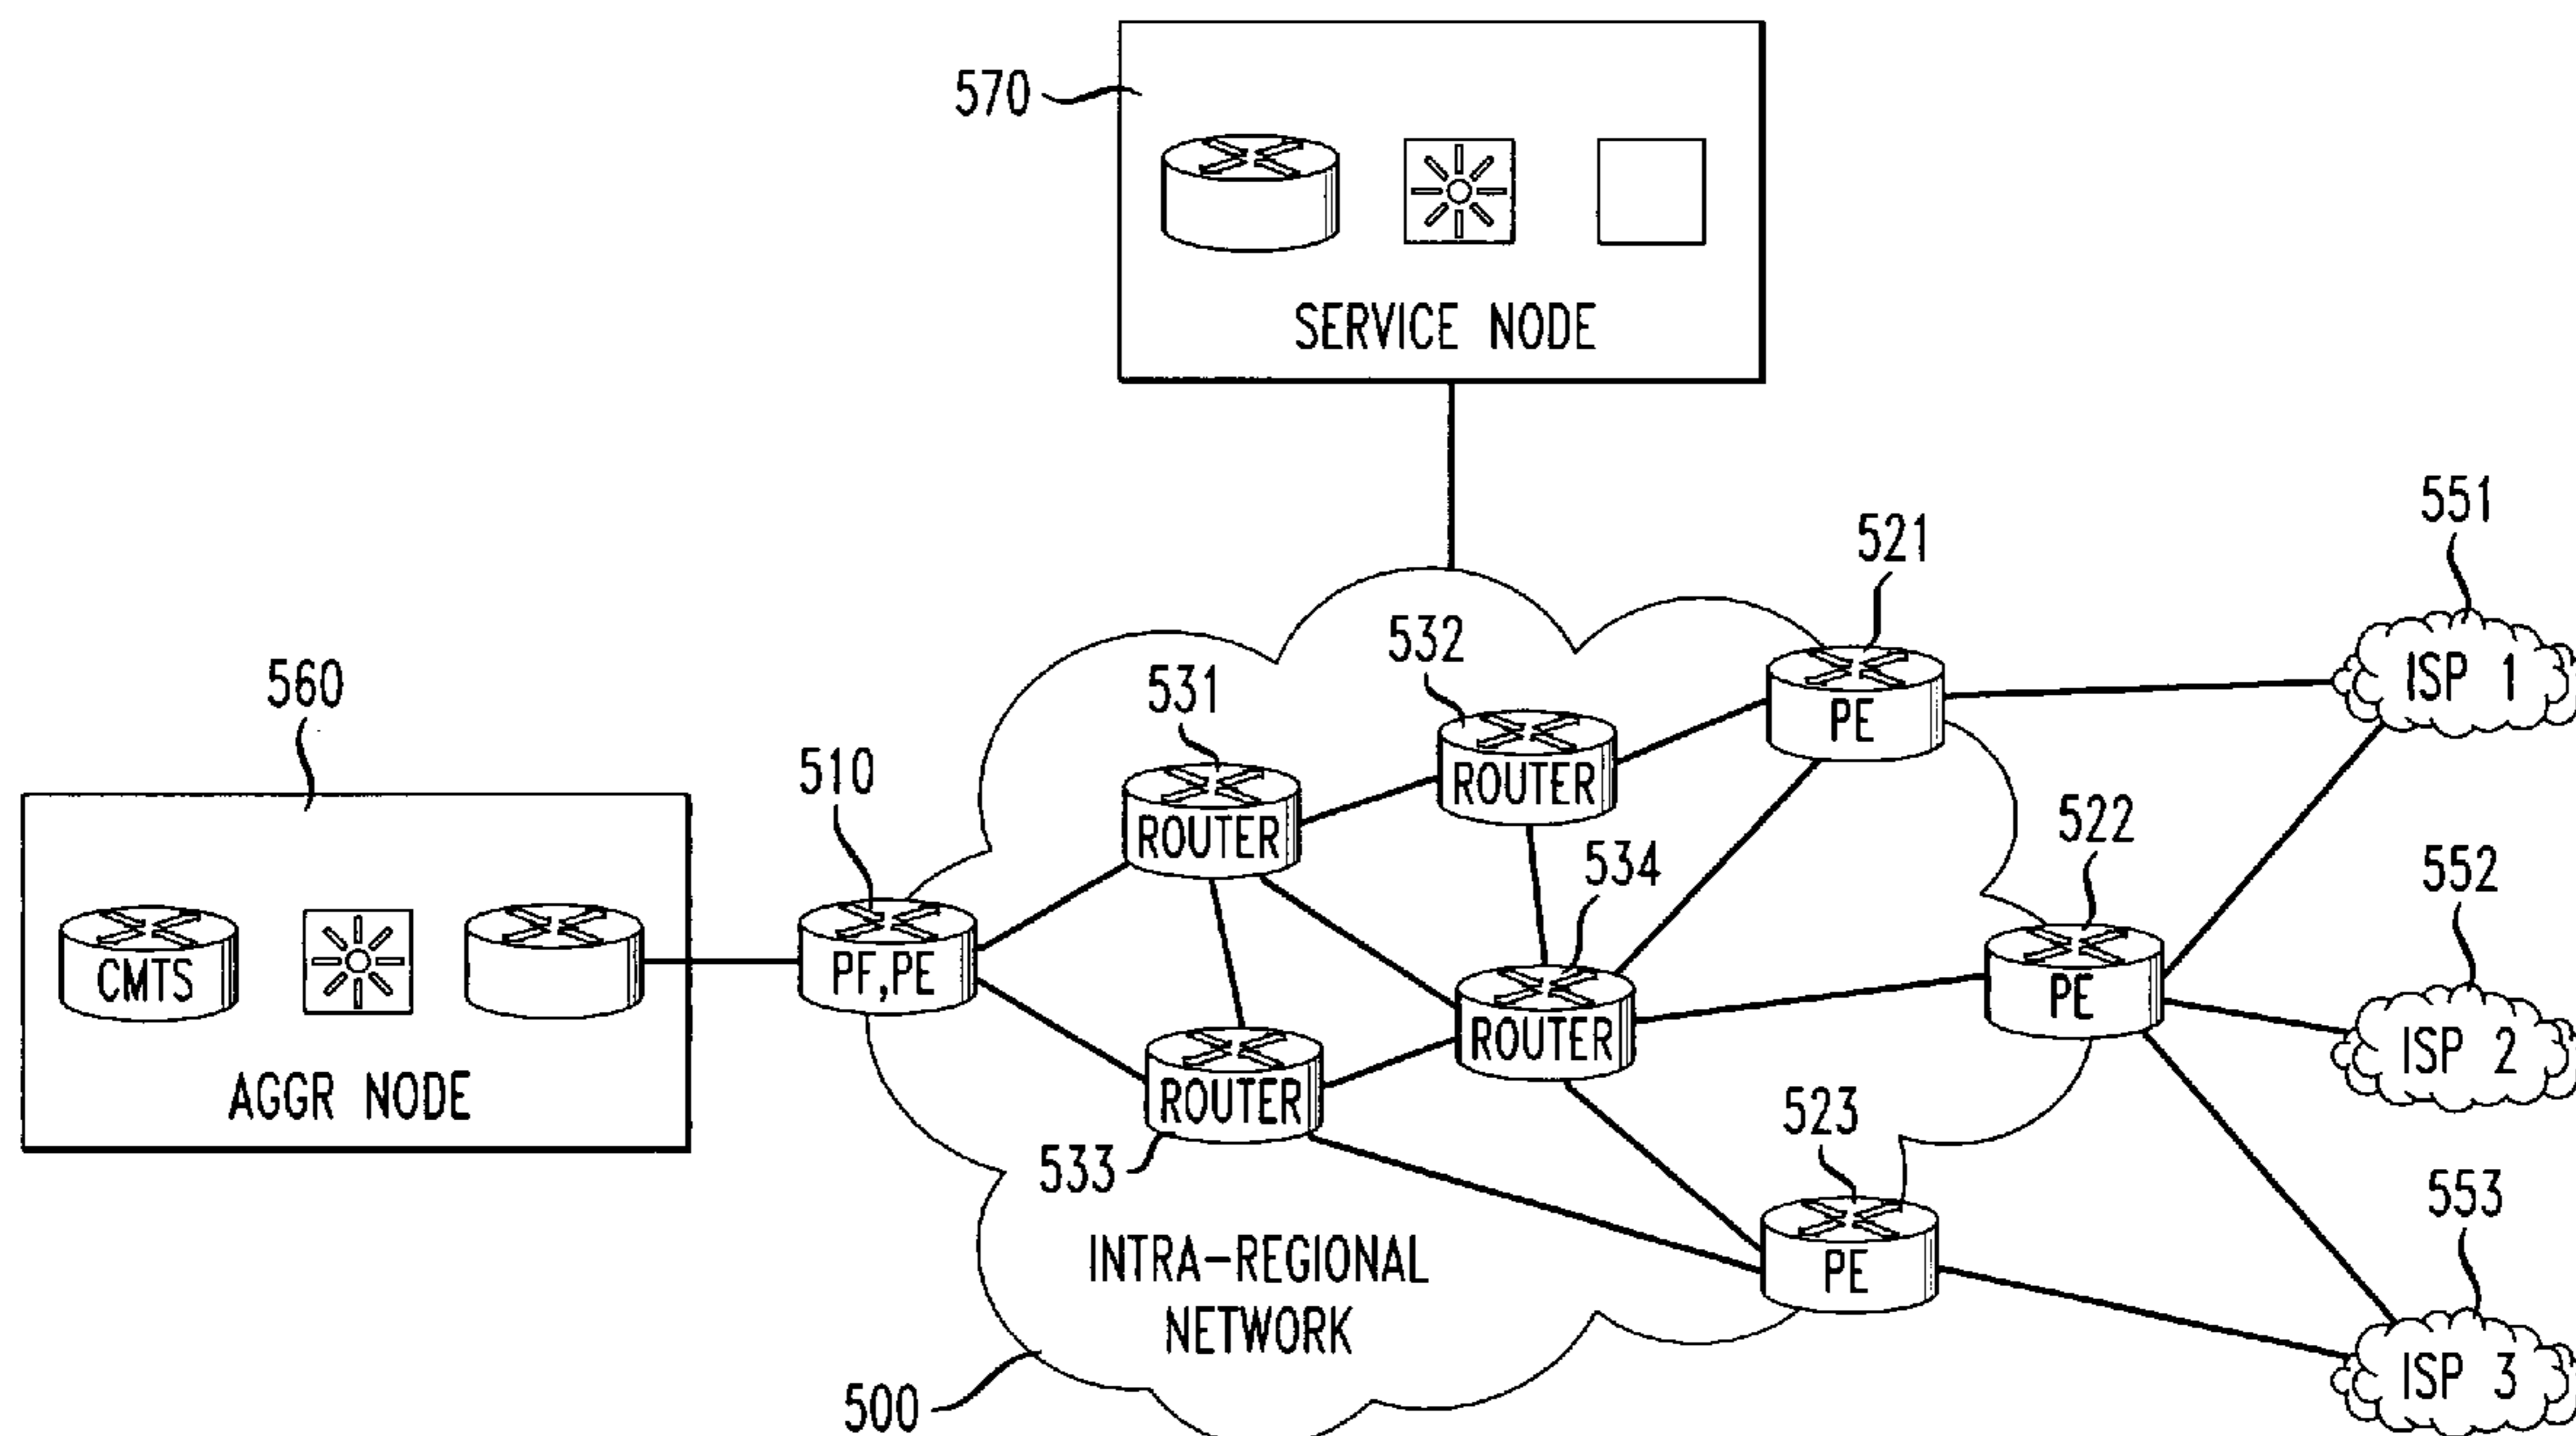 570
SERVICE NODE
551
521
532
ISP 1
560
531
PE
510
522
ROUTER
534
552
ROUTER
CMTS
PF,PE
PE
ROUTER
ISP 2
AGGR NODE
ROUTER
523
533
553
INTRA-REGIONAL
NETWORK
PE
500
ISP 3